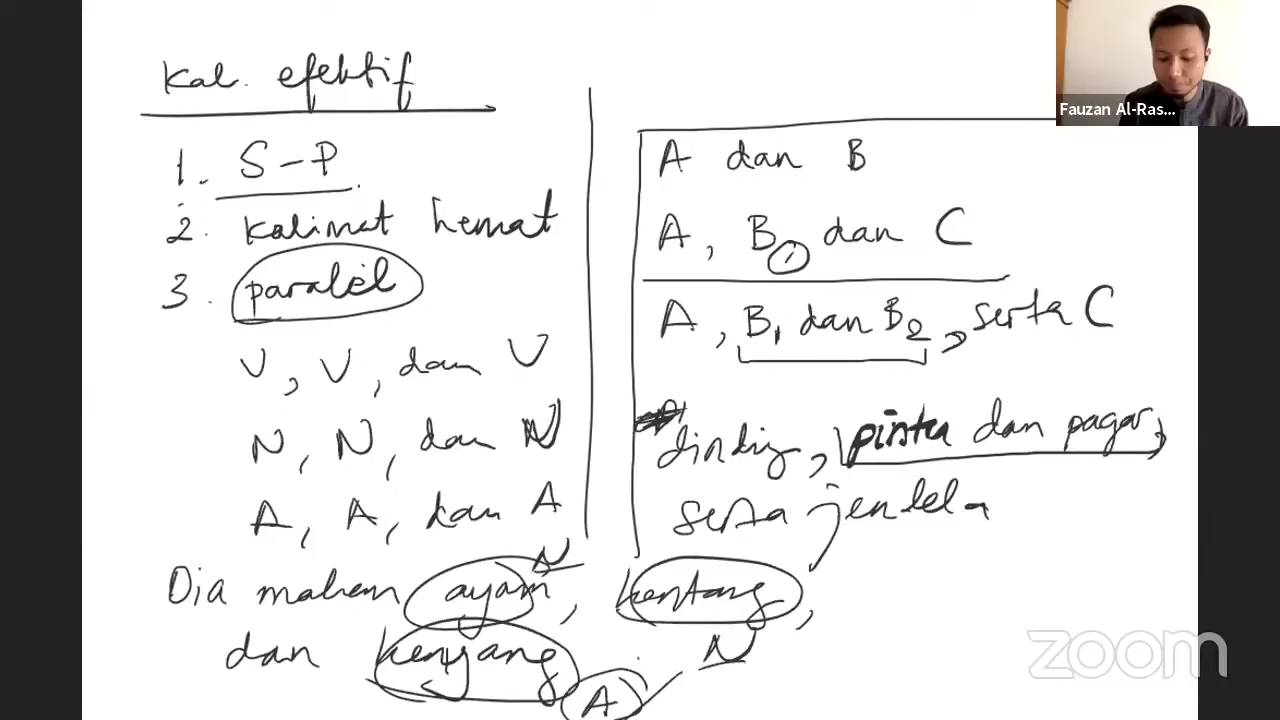 Kal. efektif
1. S-P
2. Kalimat hemat
3. paralel
V, V, dan V
N, N, dan N
A, A, dan A
Dia makan ayam, kentang,
N
N
dan kenyang
A
A dan B
A, B, dan C
A, B1 dan B2, serta C
dinding, pintu dan pagar,
serta jendela
Fauzan Al-Ras...
zoom